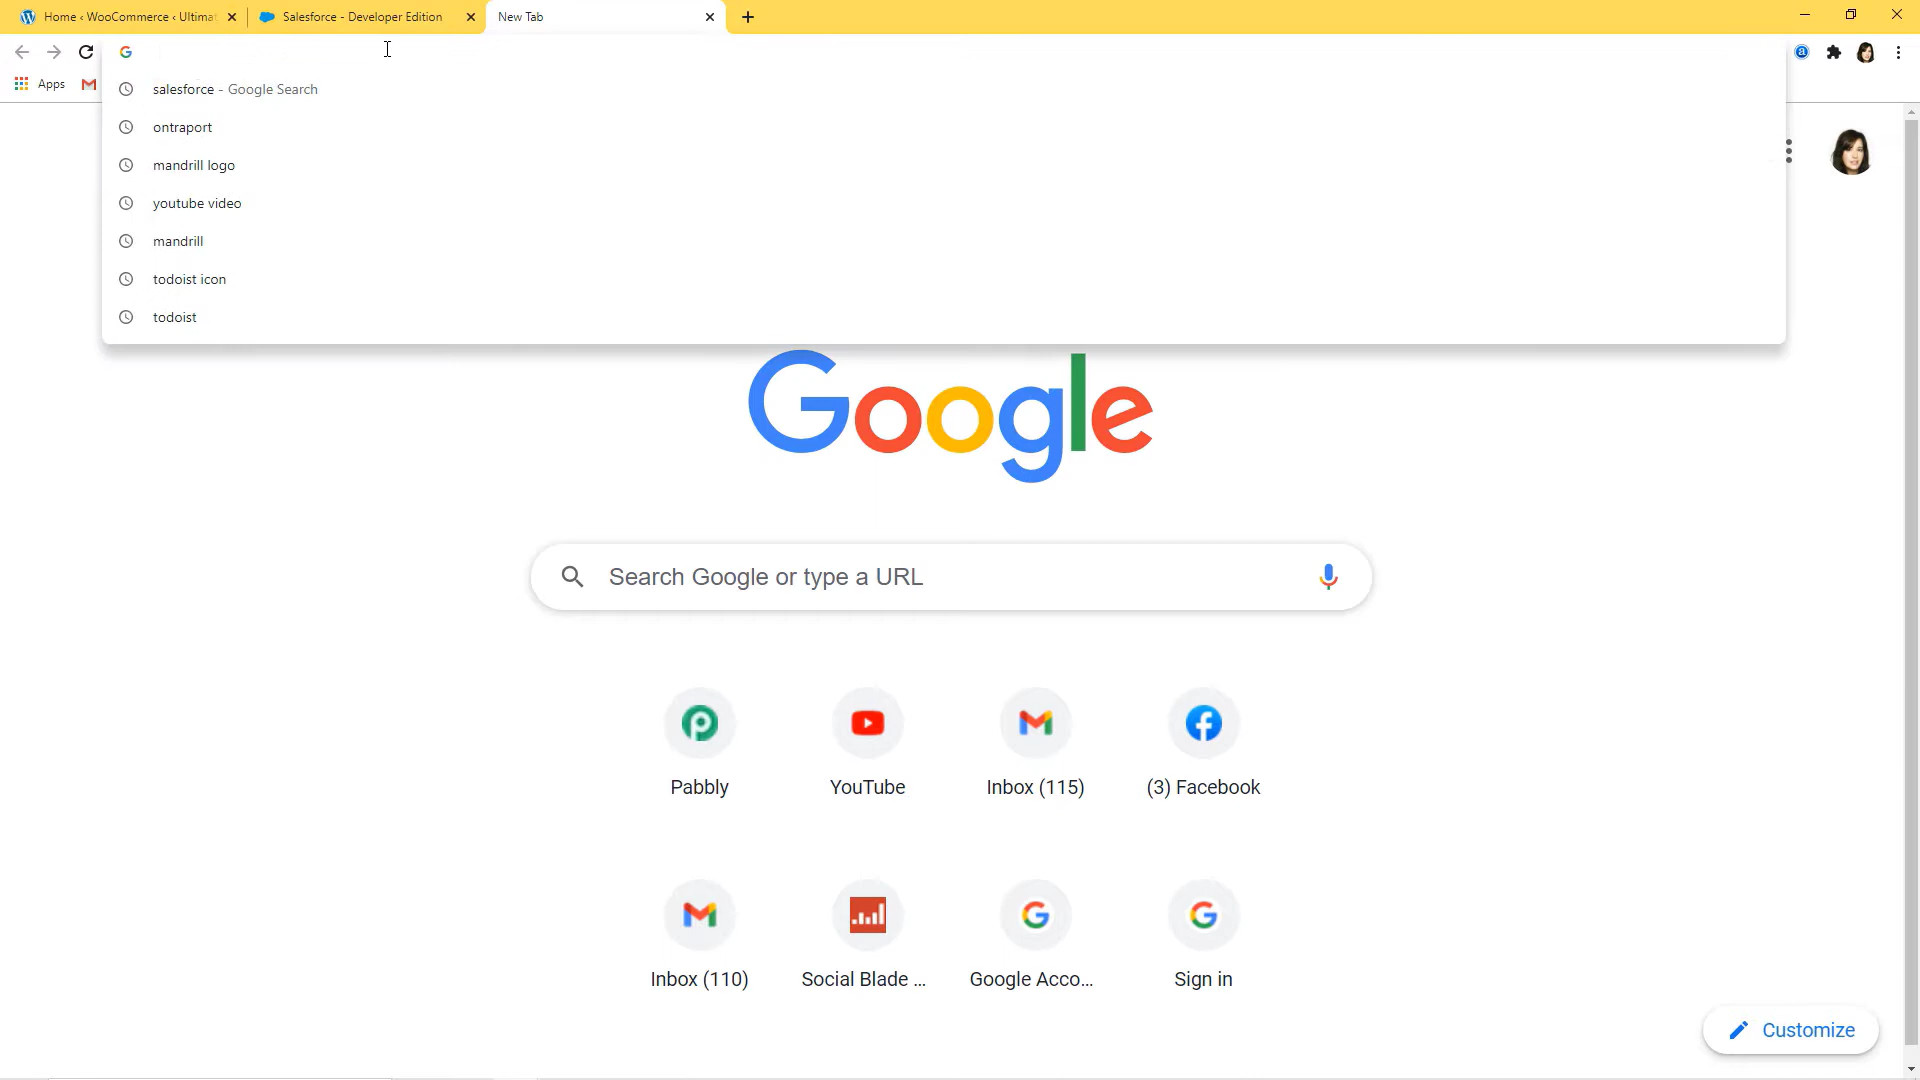 Home ‹ WooCommerce ‹ Ultimat
Salesforce - Developer Edition
New Tab
Apps
salesforce - Google Search
ontraport
mandrill logo
youtube video
mandrill
todoist icon
todoist
Google
Search Google or type a URL
Pabbly
YouTube
Inbox (115)
(3) Facebook
Inbox (110)
Social Blade ...
Google Acco...
Sign in
Customize